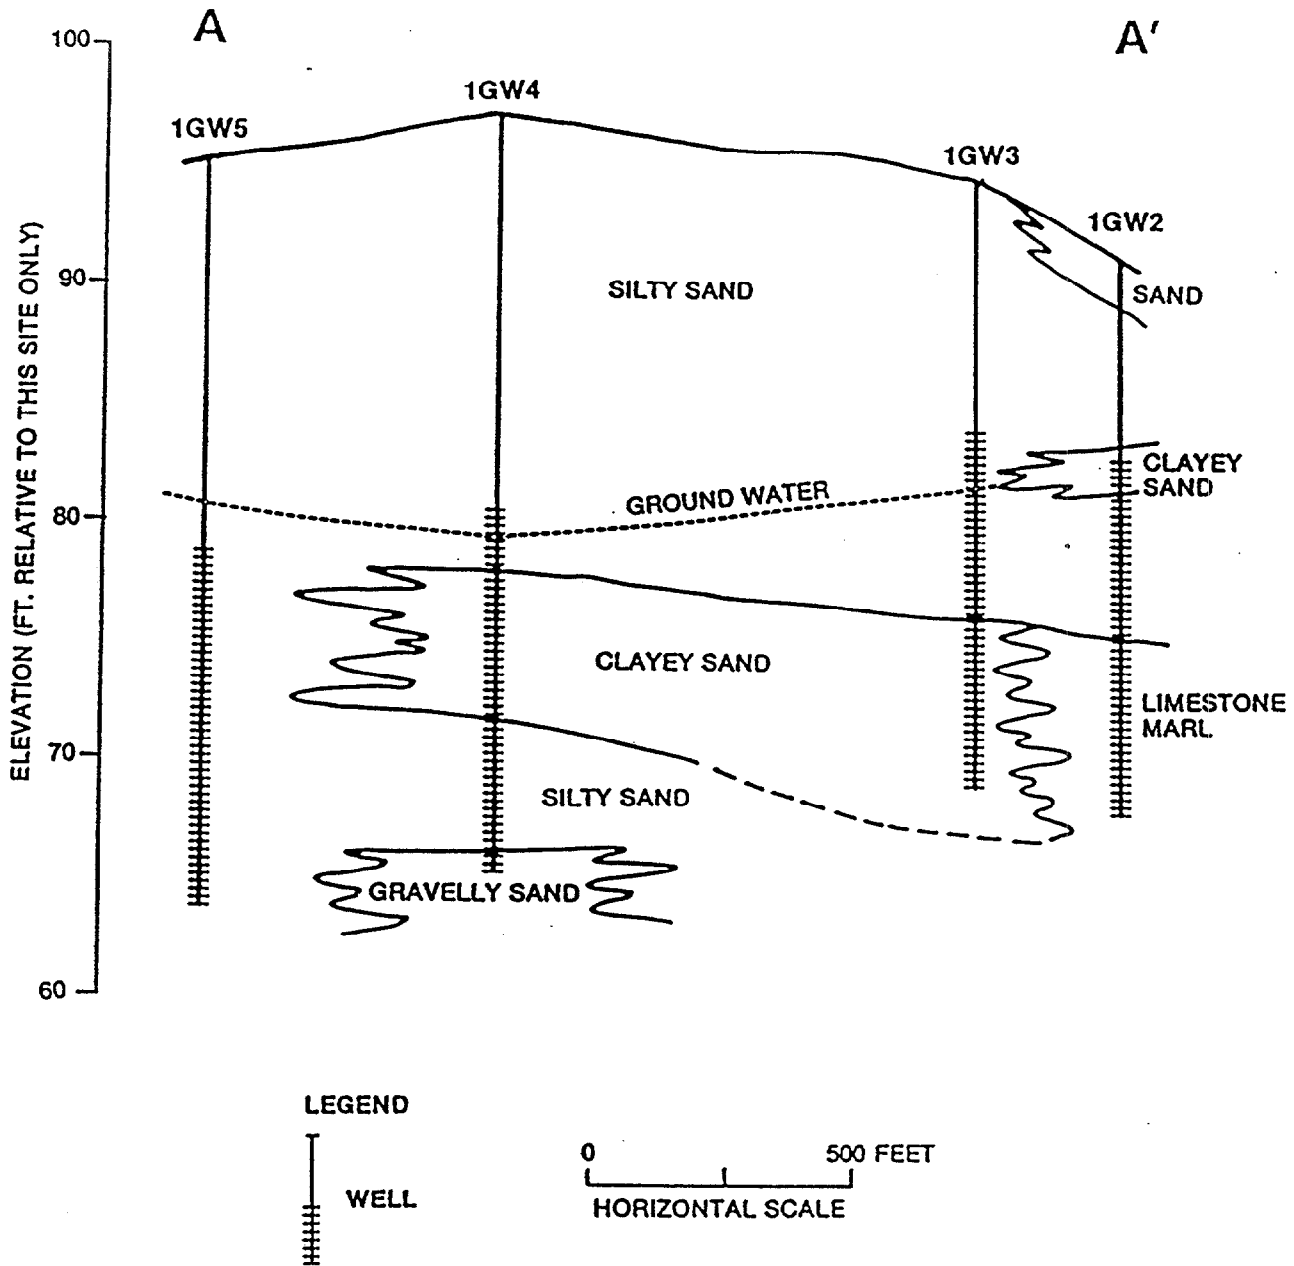 A
A'
100
1GW4
1GW5
1GW3
1GW2
90
SILTY SAND
SAND
ELEVATION (FT. RELATIVE TO THIS SITE ONLY)
CLAYEY
SAND
GROUND WATER
80
CLAYEY SAND
LIMESTONE
MARL
70
SILTY SAND
GRAVELLY SAND
60
LEGEND
WELL
0
500 FEET
HORIZONTAL SCALE